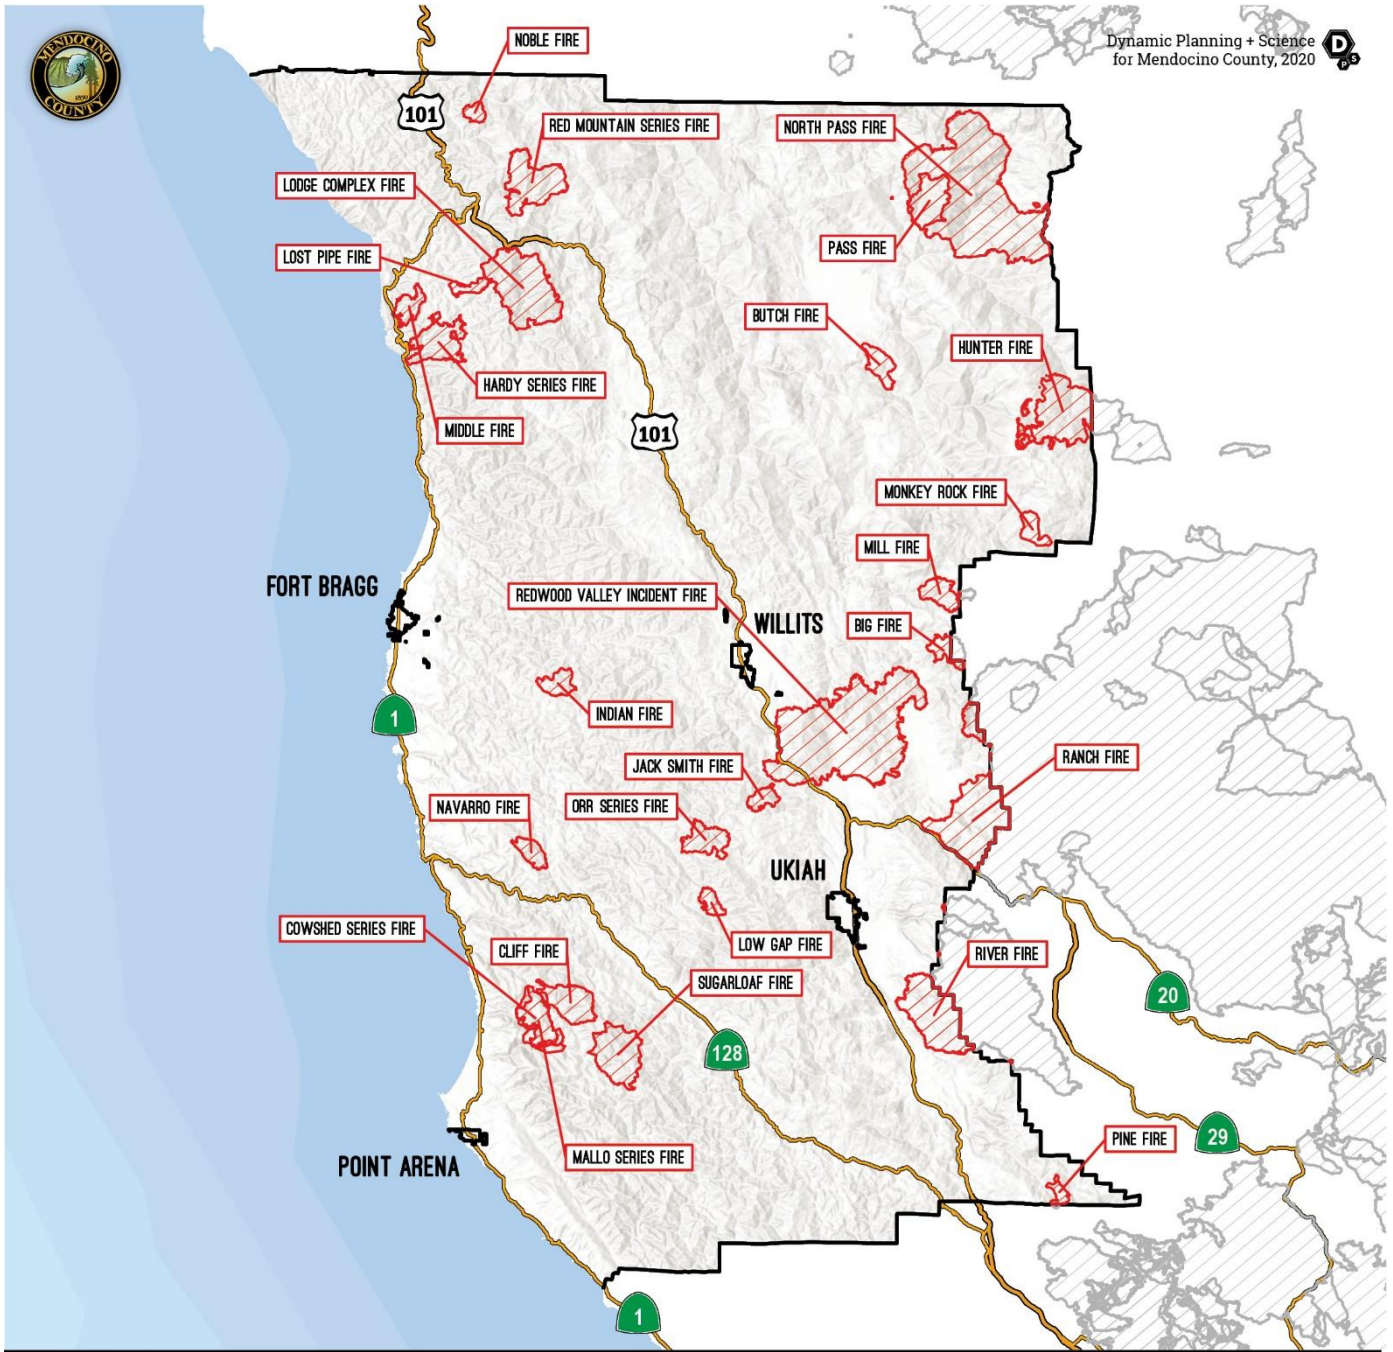 MENDOCINO
COUNTY
1850
Dynamic Planning + Science
for Mendocino County, 2020
D
P
S
NOBLE FIRE
101
RED MOUNTAIN SERIES FIRE
NORTH PASS FIRE
LODGE COMPLEX FIRE
PASS FIRE
LOST PIPE FIRE
BUTCH FIRE
HUNTER FIRE
HARDY SERIES FIRE
MIDDLE FIRE
101
MONKEY ROCK FIRE
MILL FIRE
FORT BRAGG
REDWOOD VALLEY INCIDENT FIRE
WILLITS
BIG FIRE
1
INDIAN FIRE
JACK SMITH FIRE
RANCH FIRE
NAVARRO FIRE
ORR SERIES FIRE
UKIAH
COWSHED SERIES FIRE
CLIFF FIRE
LOW GAP FIRE
RIVER FIRE
SUGARLOAF FIRE
20
128
29
PINE FIRE
MALLO SERIES FIRE
POINT ARENA
1